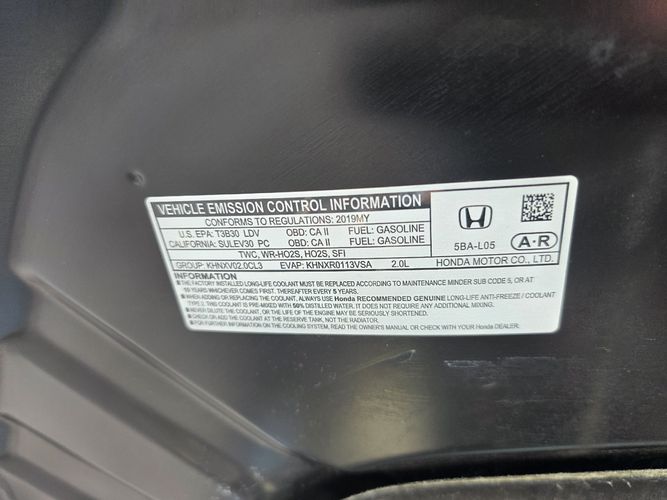 VEHICLE EMISSION CONTROL INFORMATION
CONFORMS TO REGULATIONS: 2019MY
U.S. EPA: T3B30 LDV OBD: CA II FUEL: GASOLINE
CALIFORNIA: SULEV30 PC OBD: CA II FUEL: GASOLINE
TWC, WR-HO2S, HO2S, SFI
GROUP: KHNXV02.0CL3 EVAP: KHNXR0113VSA 2.0L
5BA-L05 A·R
HONDA MOTOR CO., LTD.
INFORMATION
■ THE FACTORY INSTALLED LONG-LIFE COOLANT MUST BE REPLACED ACCORDING TO MAINTENANCE MINDER SUB CODE 5, OR AT
10 YEARS WHICHEVER COMES FIRST. THEREAFTER, EVERY 5 YEARS.
■ WHEN ADDING OR REPLACING THE COOLANT, ALWAYS USE Honda RECOMMENDED GENUINE LONG-LIFE ANTI-FREEZE / COOLANT
TYPE 2. THIS COOLANT IS PRE-MIXED WITH 50% DISTILLED WATER. IT DOES NOT REQUIRE ANY ADDITIONAL MIXING.
■ NEVER DILUTE THE COOLANT, OR THE LIFE OF THE ENGINE MAY BE SERIOUSLY SHORTENED.
■ CHECK OR ADD COOLANT AT THE RESERVE TANK, NOT THE RADIATOR.
■ FOR FURTHER INFORMATION ON THE COOLING SYSTEM, READ THE OWNER'S MANUAL OR CHECK WITH YOUR Honda DEALER.